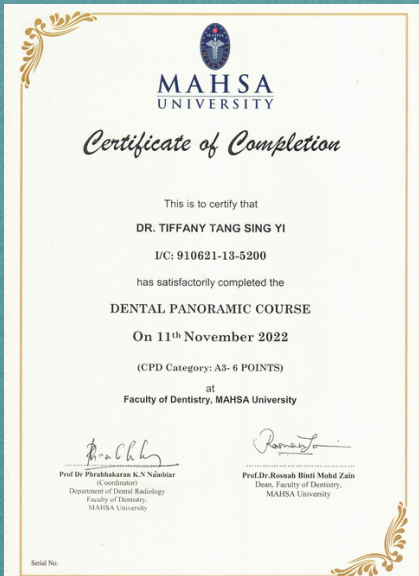 MAHSA
MAHSA
UNIVERSITY
Certificate of Completion
This is to certify that
DR. TIFFANY TANG SING YI
I/C: 910621-13-5200
has satisfactorily completed the
DENTAL PANORAMIC COURSE
On 11th November 2022
(CPD Category: A3- 6 POINTS)
at
Faculty of Dentistry, MAHSA University
Prof Dr Phrabhakaran K.N Nambiar
(Coordinator)
Department of Dental Radiology
Faculty of Dentistry,
MAHSA University
Prof.Dr.Rosnah Binti Mohd Zain
Dean, Faculty of Dentistry,
MAHSA University
Serial No: